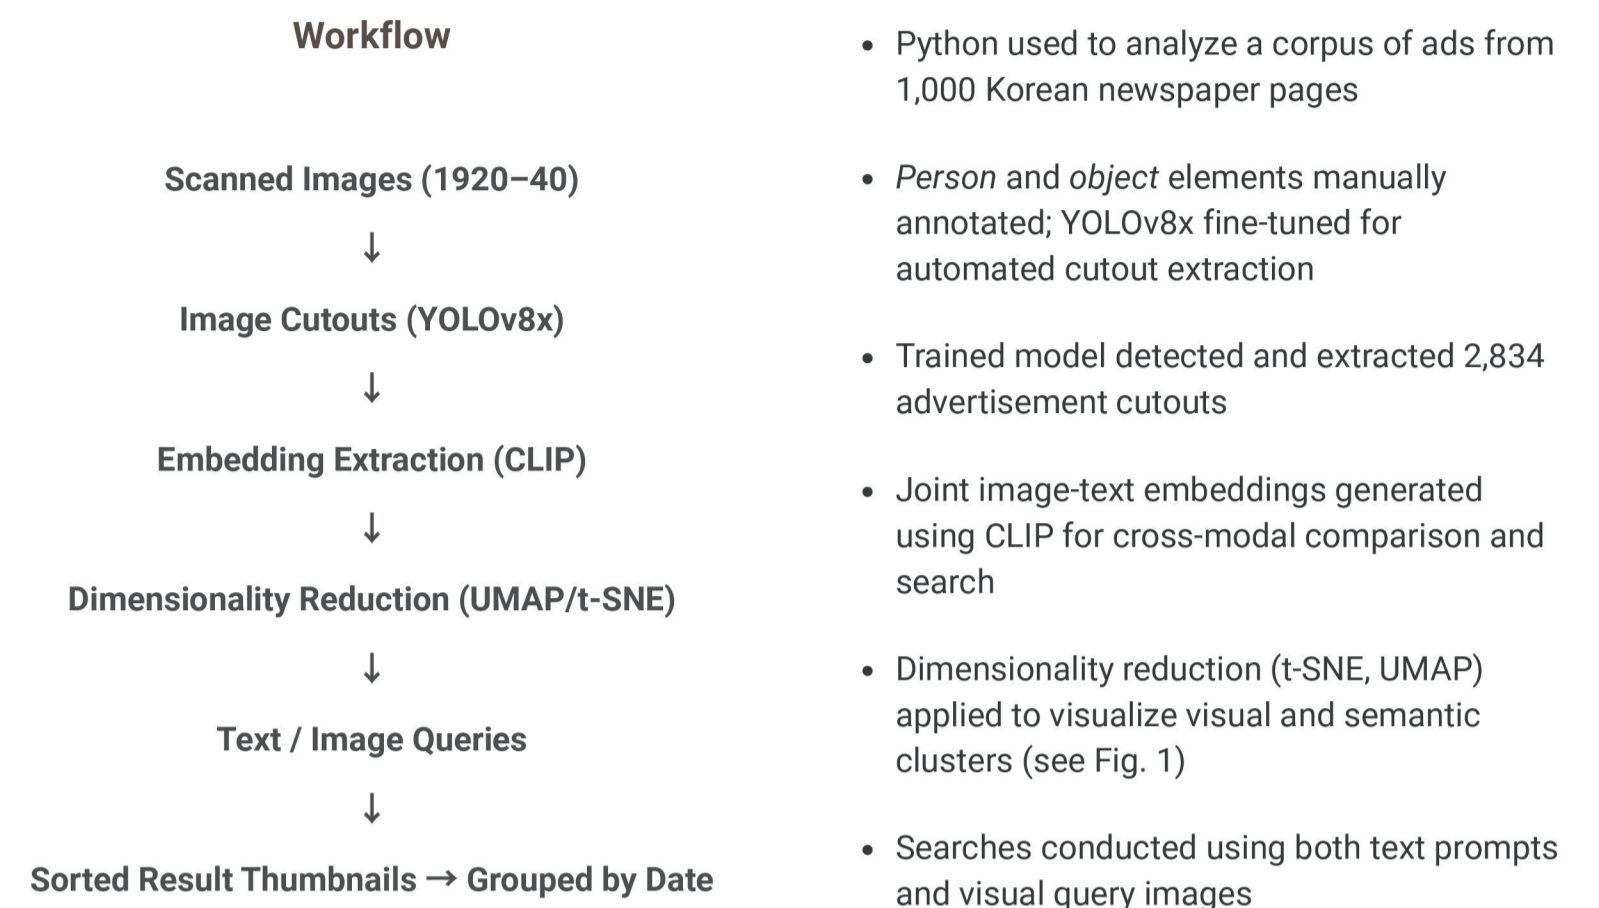 Workflow
Scanned Images (1920–40)
↓
Image Cutouts (YOLOv8x)
↓
Embedding Extraction (CLIP)
↓
Dimensionality Reduction (UMAP/t-SNE)
↓
Text / Image Queries
↓
Sorted Result Thumbnails → Grouped by Date
• Python used to analyze a corpus of ads from
1,000 Korean newspaper pages
• Person and object elements manually
annotated; YOLOv8x fine-tuned for
automated cutout extraction
• Trained model detected and extracted 2,834
advertisement cutouts
• Joint image-text embeddings generated
using CLIP for cross-modal comparison and
search
• Dimensionality reduction (t-SNE, UMAP)
applied to visualize visual and semantic
clusters (see Fig. 1)
• Searches conducted using both text prompts
and visual query images